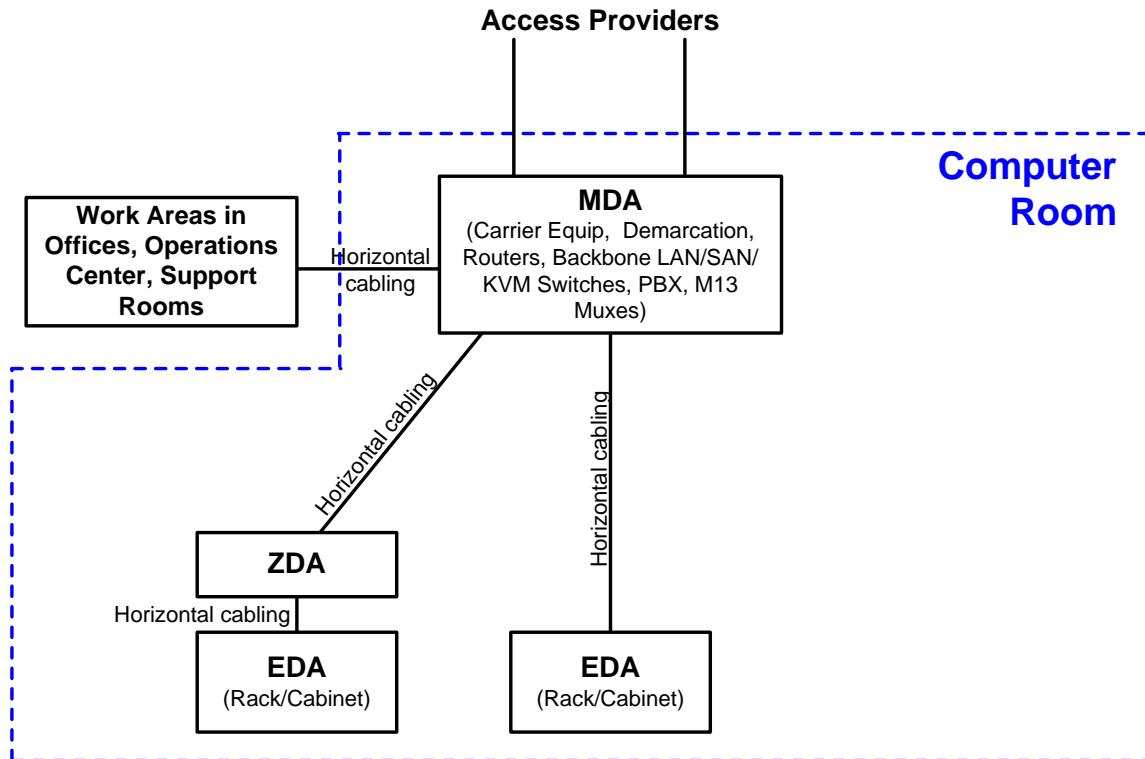 Access Providers
Computer
Room
MDA
(Carrier Equip, Demarcation,
Routers, Backbone LAN/SAN/
KVM Switches, PBX, M13
Muxes)
Work Areas in
Offices, Operations
Center, Support
Rooms
Horizontal
cabling
Horizontal cabling
Horizontal cabling
ZDA
Horizontal cabling
EDA
(Rack/Cabinet)
EDA
(Rack/Cabinet)